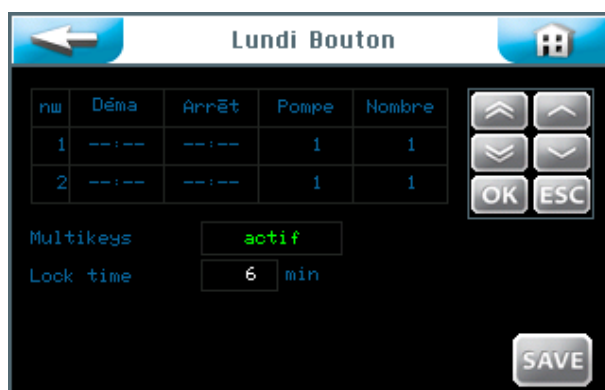 Lundi Bouton
nw Déma Arrêt Pompe Nombre
1 --:-- --:-- 1 1
2 --:-- --:-- 1 1
OK ESC
Multikeys actif
Lock time 6 min
SAVE